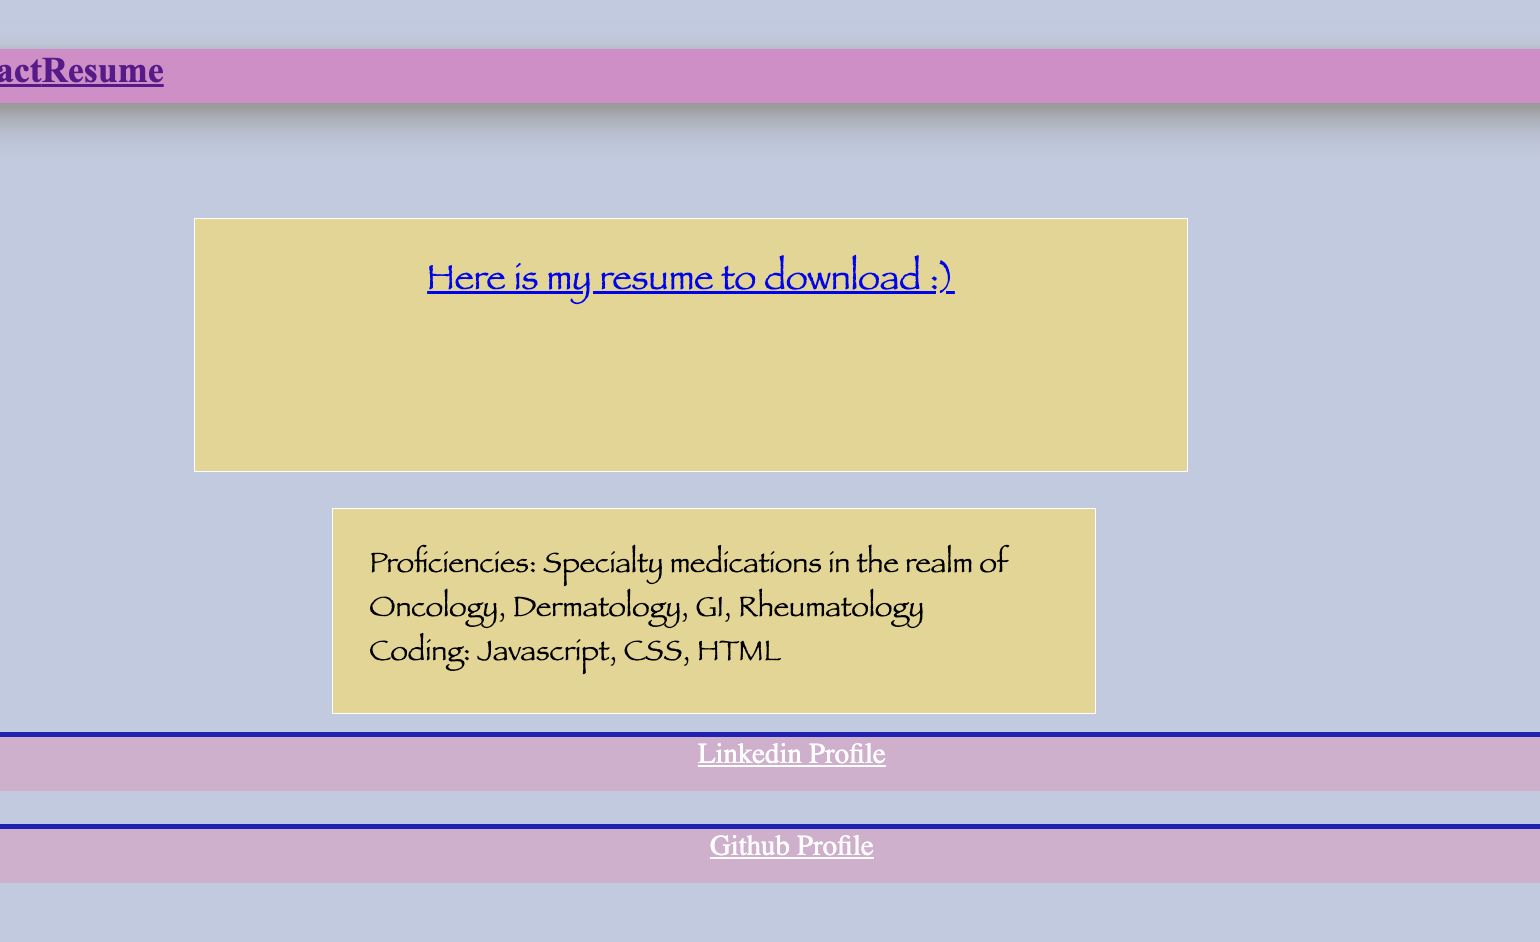 actResume
Here is my resume to download :)
Proficiencies: Specialty medications in the realm of
Oncology, Dermatology, GI, Rheumatology
Coding: Javascript, CSS, HTML
Linkedin Profile
Github Profile